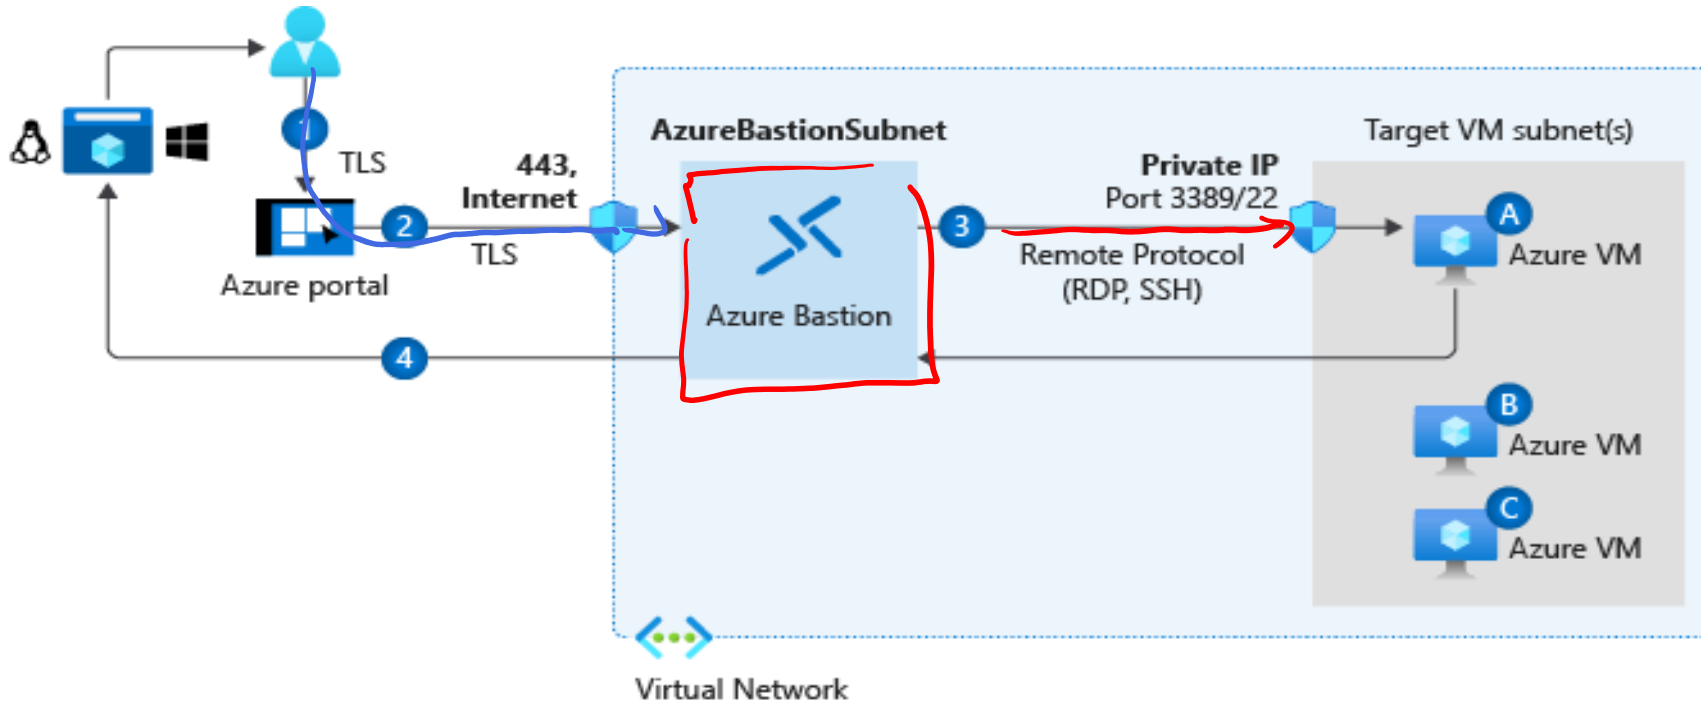 1
TLS
Azure portal
443,
Internet
2
TLS
4
AzureBastionSubnet
Azure Bastion
3
Private IP
Port 3389/22
Remote Protocol
(RDP, SSH)
Target VM subnet(s)
A
Azure VM
B
Azure VM
C
Azure VM
Virtual Network